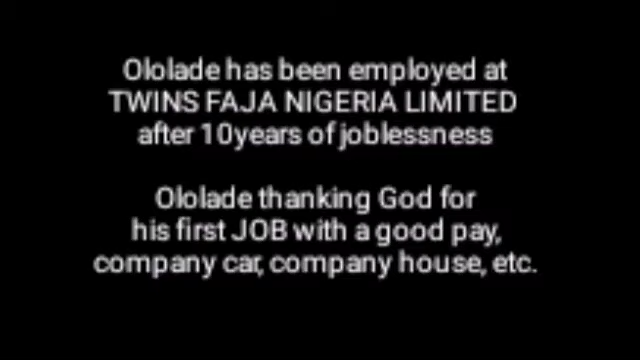 Ololade has been employed at
TWINS FAJA NIGERIA LIMITED
after 10years of joblessness
Ololade thanking God for
his first JOB with a good pay,
company car, company house, etc.